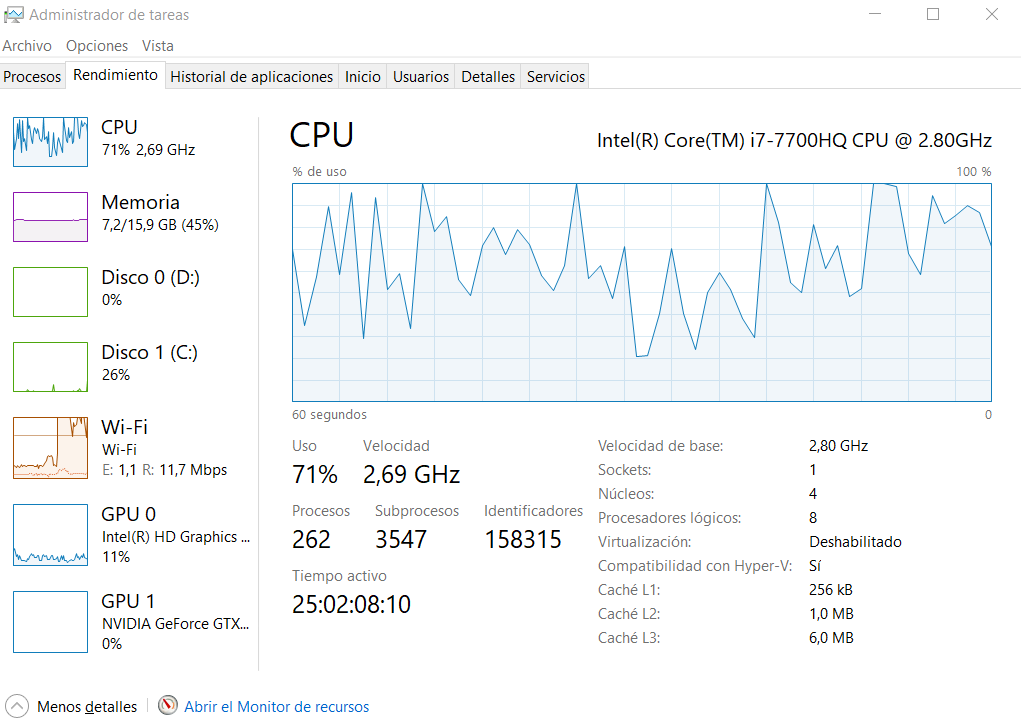 Administrador de tareas
Archivo Opciones Vista
Procesos Rendimiento Historial de aplicaciones Inicio Usuarios Detalles Servicios
CPU
71% 2,69 GHz
Memoria
7,2/15,9 GB (45%)
Disco 0 (D:)
0%
Disco 1 (C:)
26%
Wi-Fi
Wi-Fi
E: 1,1 R: 11,7 Mbps
GPU 0
Intel(R) HD Graphics ...
11%
GPU 1
NVIDIA GeForce GTX...
0%
CPU
Intel(R) Core(TM) i7-7700HQ CPU @ 2.80GHz
% de uso 100 %
60 segundos 0
Uso Velocidad
71% 2,69 GHz
Procesos Subprocesos Identificadores
262 3547 158315
Tiempo activo
25:02:08:10
Velocidad de base: 2,80 GHz
Sockets: 1
Núcleos: 4
Procesadores lógicos: 8
Virtualización: Deshabilitado
Compatibilidad con Hyper-V: Sí
Caché L1: 256 kB
Caché L2: 1,0 MB
Caché L3: 6,0 MB
Menos detalles Abrir el Monitor de recursos